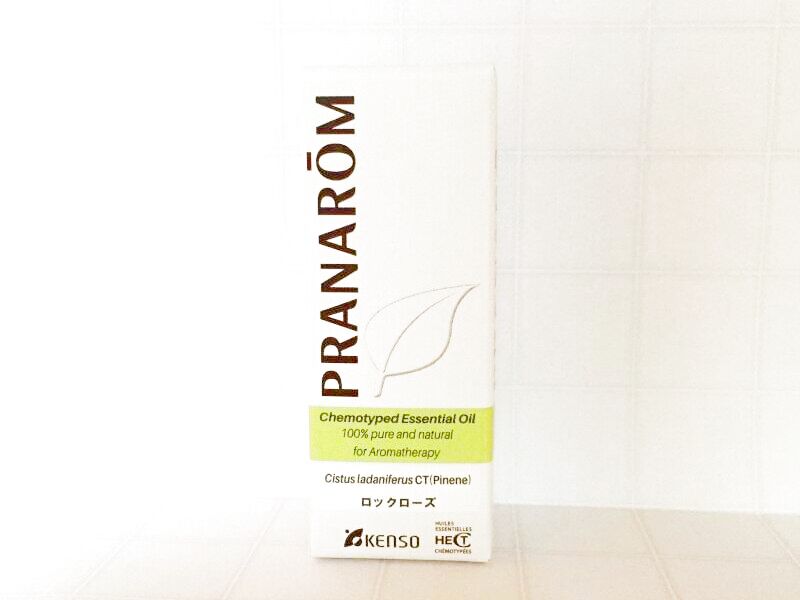 PRANARŌM
Chemotyped Essential Oil
100% pure and natural
for Aromatherapy
Cistus ladaniferus CT(Pinene)
ロックローズ
KENSO
HUILES
ESSENTIELLES
HECT
CHÉMOTYPÉES